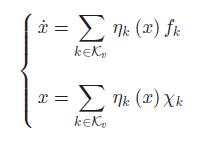 ẋ = ∑_{k∈𝒦_v} η_k (x) f_k
x = ∑_{k∈𝒦_v} η_k (x) χ_k